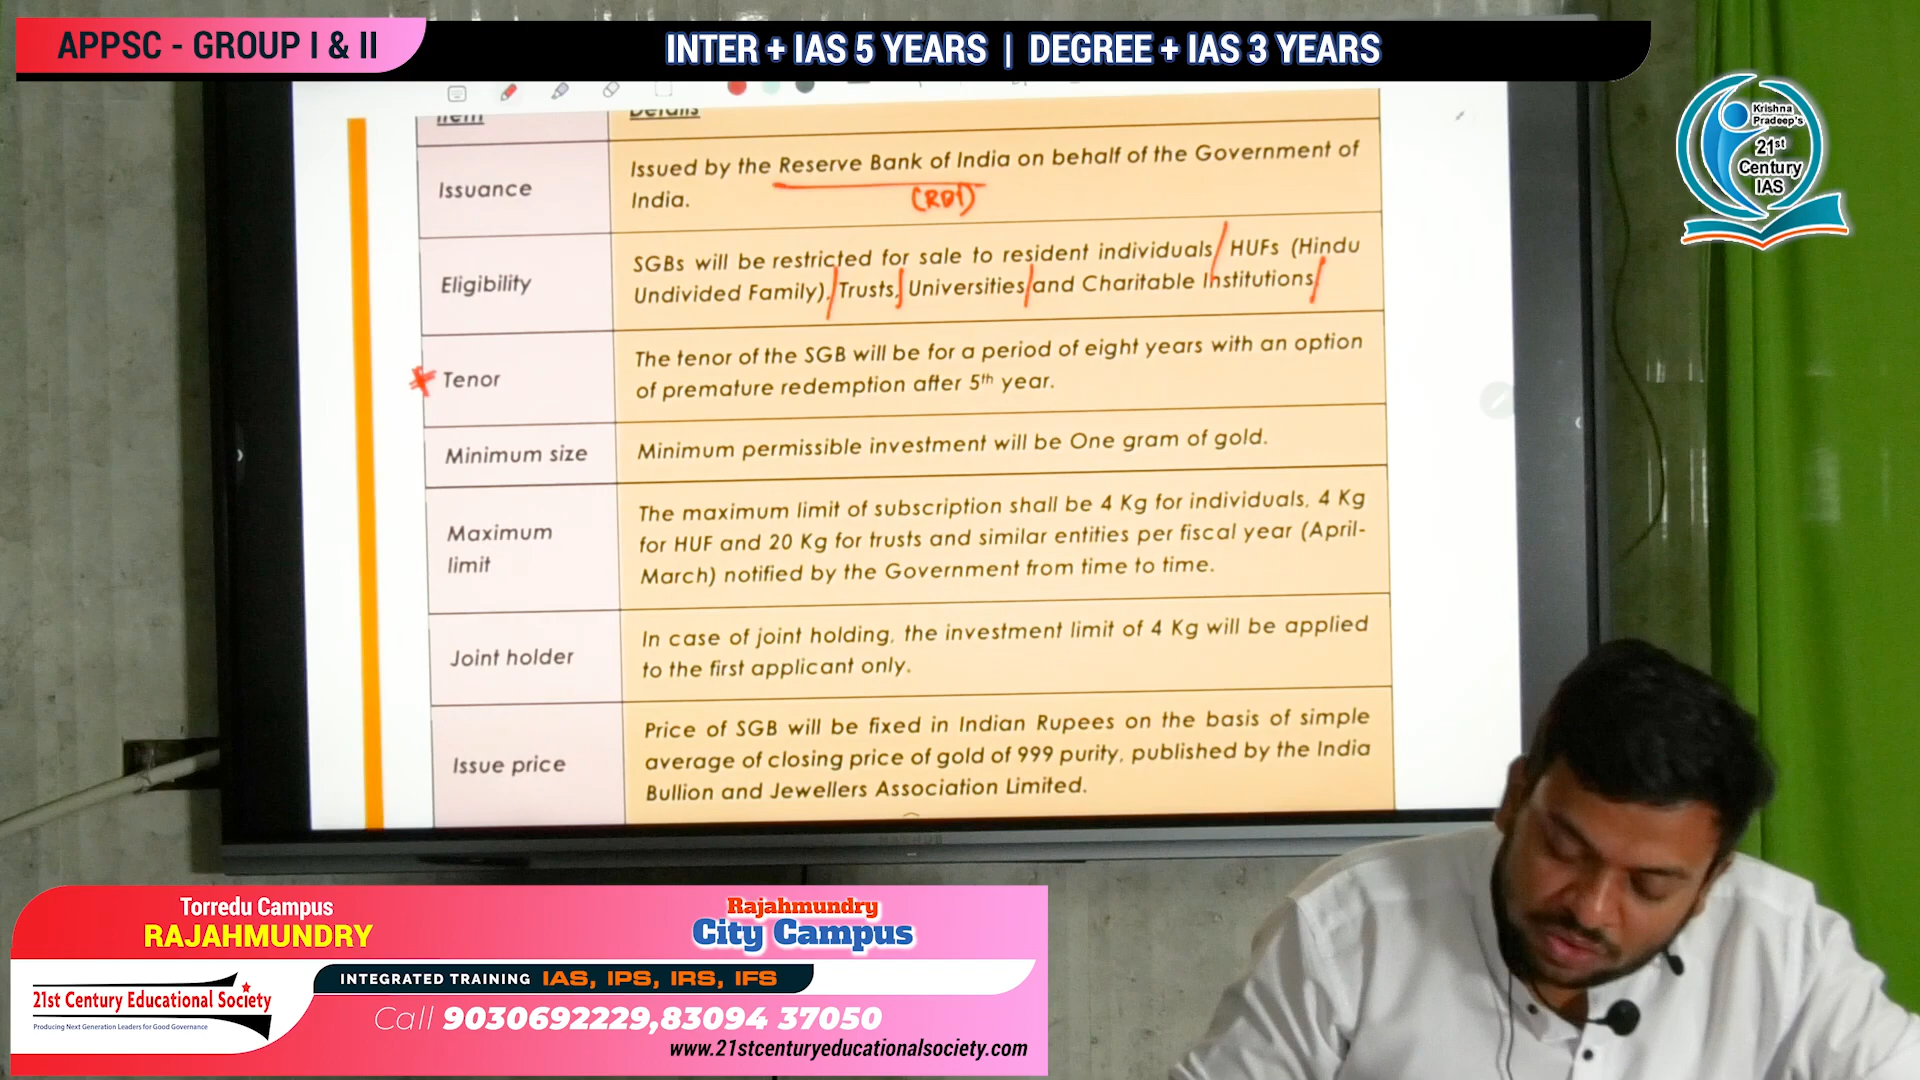 APPSC - GROUP I & II
INTER + IAS 5 YEARS | DEGREE + IAS 3 YEARS
Krishna
Pradeep's
21st
Century
IAS
Item
Details
Issuance
Issued by the Reserve Bank of India on behalf of the Government of
India.
(RBI)
Eligibility
SGBs will be restricted for sale to resident individuals/ HUFs (Hindu
Undivided Family), Trusts, Universities and Charitable Institutions
Tenor
The tenor of the SGB will be for a period of eight years with an option
of premature redemption after 5th year.
Minimum size
Minimum permissible investment will be One gram of gold.
Maximum
limit
The maximum limit of subscription shall be 4 Kg for individuals, 4 Kg
for HUF and 20 Kg for trusts and similar entities per fiscal year (April-
March) notified by the Government from time to time.
Joint holder
In case of joint holding, the investment limit of 4 Kg will be applied
to the first applicant only.
Issue price
Price of SGB will be fixed in Indian Rupees on the basis of simple
average of closing price of gold of 999 purity, published by the India
Bullion and Jewellers Association Limited.
Torredu Campus
RAJAHMUNDRY
Rajahmundry
City Campus
INTEGRATED TRAINING IAS, IPS, IRS, IFS
21st Century Educational Society
Producing Next Generation Leaders for Good Governance
Call 9030692229,83094 37050
www.21stcenturyeducationalsociety.com